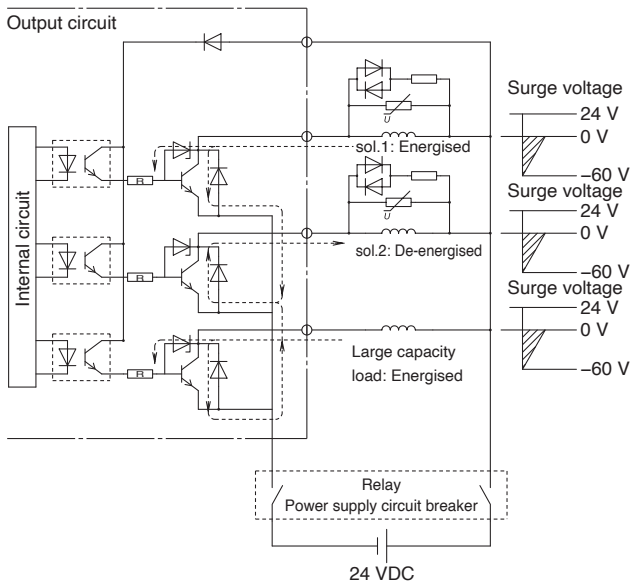 Output circuit
Surge voltage
24 V
0 V
−60 V
sol.1: Energised
R
U
Surge voltage
24 V
0 V
−60 V
sol.2: De-energised
R
U
Internal circuit
Surge voltage
24 V
0 V
−60 V
Large capacity
load: Energised
R
Relay
Power supply circuit breaker
24 VDC